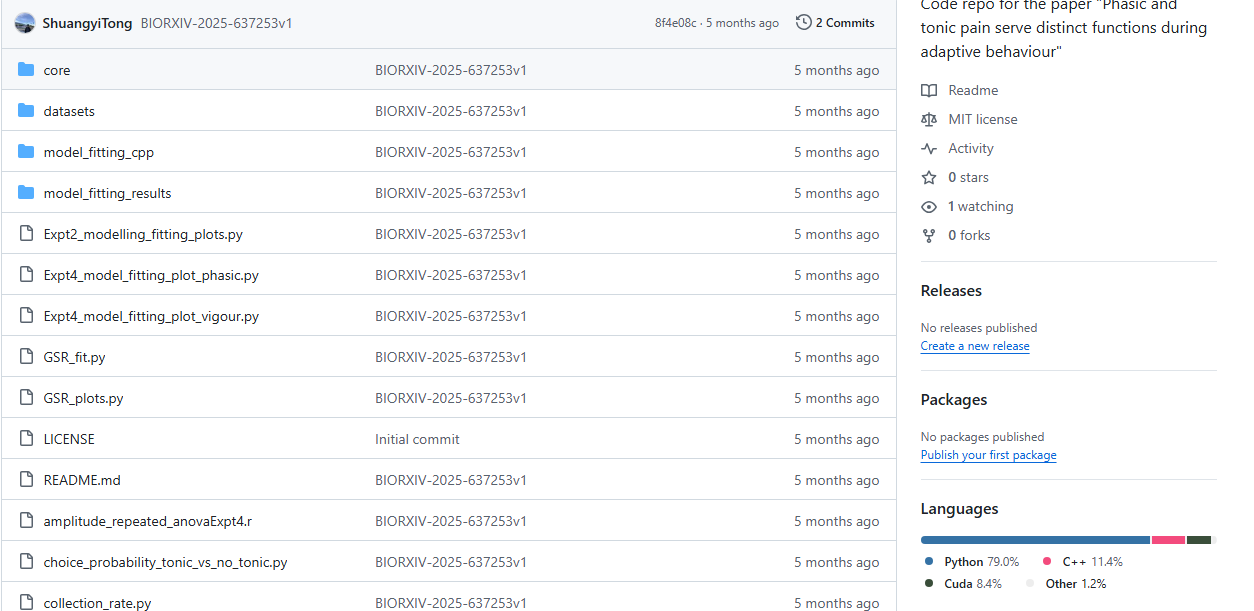 ShuangyiTong BIORXIV-2025-637253v1 8f4e08c · 5 months ago 2 Commits
core BIORXIV-2025-637253v1 5 months ago
datasets BIORXIV-2025-637253v1 5 months ago
model_fitting_cpp BIORXIV-2025-637253v1 5 months ago
model_fitting_results BIORXIV-2025-637253v1 5 months ago
Expt2_modelling_fitting_plots.py BIORXIV-2025-637253v1 5 months ago
Expt4_model_fitting_plot_phasic.py BIORXIV-2025-637253v1 5 months ago
Expt4_model_fitting_plot_vigour.py BIORXIV-2025-637253v1 5 months ago
GSR_fit.py BIORXIV-2025-637253v1 5 months ago
GSR_plots.py BIORXIV-2025-637253v1 5 months ago
LICENSE Initial commit 5 months ago
README.md BIORXIV-2025-637253v1 5 months ago
amplitude_repeated_anovaExpt4.r BIORXIV-2025-637253v1 5 months ago
choice_probability_tonic_vs_no_tonic.py BIORXIV-2025-637253v1 5 months ago
collection_rate.py BIORXIV-2025-637253v1 5 months ago
Code repo for the paper "Phasic and
tonic pain serve distinct functions during
adaptive behaviour"
Readme
MIT license
Activity
0 stars
1 watching
0 forks
Releases
No releases published
Create a new release
Packages
No packages published
Publish your first package
Languages
Python 79.0% C++ 11.4%
Cuda 8.4% Other 1.2%